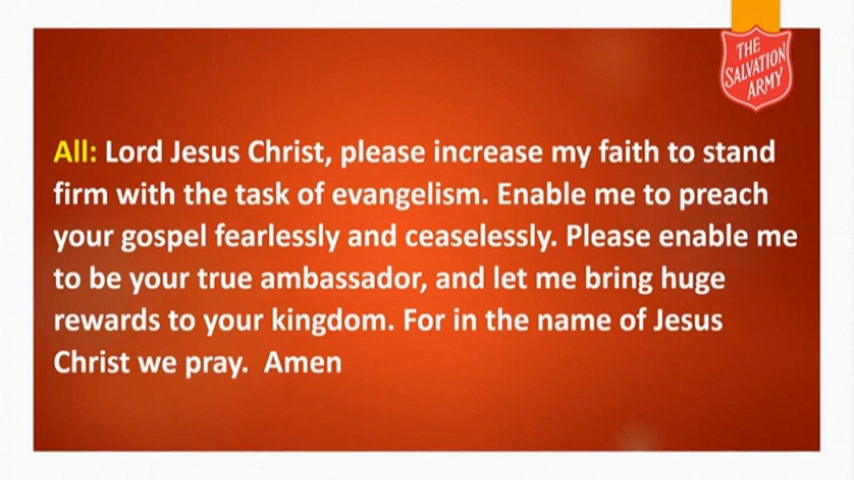 THE
SALVATION
ARMY
All: Lord Jesus Christ, please increase my faith to stand
firm with the task of evangelism. Enable me to preach
your gospel fearlessly and ceaselessly. Please enable me
to be your true ambassador, and let me bring huge
rewards to your kingdom. For in the name of Jesus
Christ we pray.  Amen